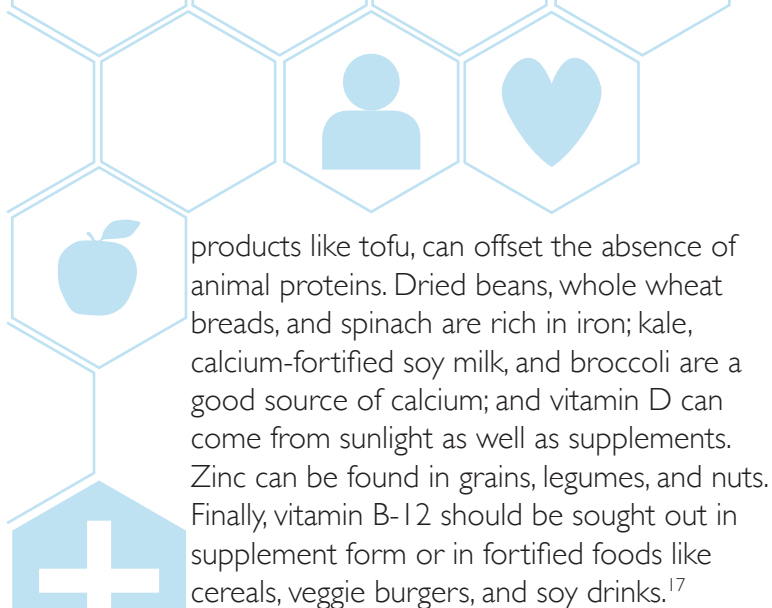 products like tofu, can offset the absence of
animal proteins. Dried beans, whole wheat
breads, and spinach are rich in iron; kale,
calcium-fortified soy milk, and broccoli are a
good source of calcium; and vitamin D can
come from sunlight as well as supplements.
Zinc can be found in grains, legumes, and nuts.
Finally, vitamin B-12 should be sought out in
supplement form or in fortified foods like
cereals, veggie burgers, and soy drinks.17